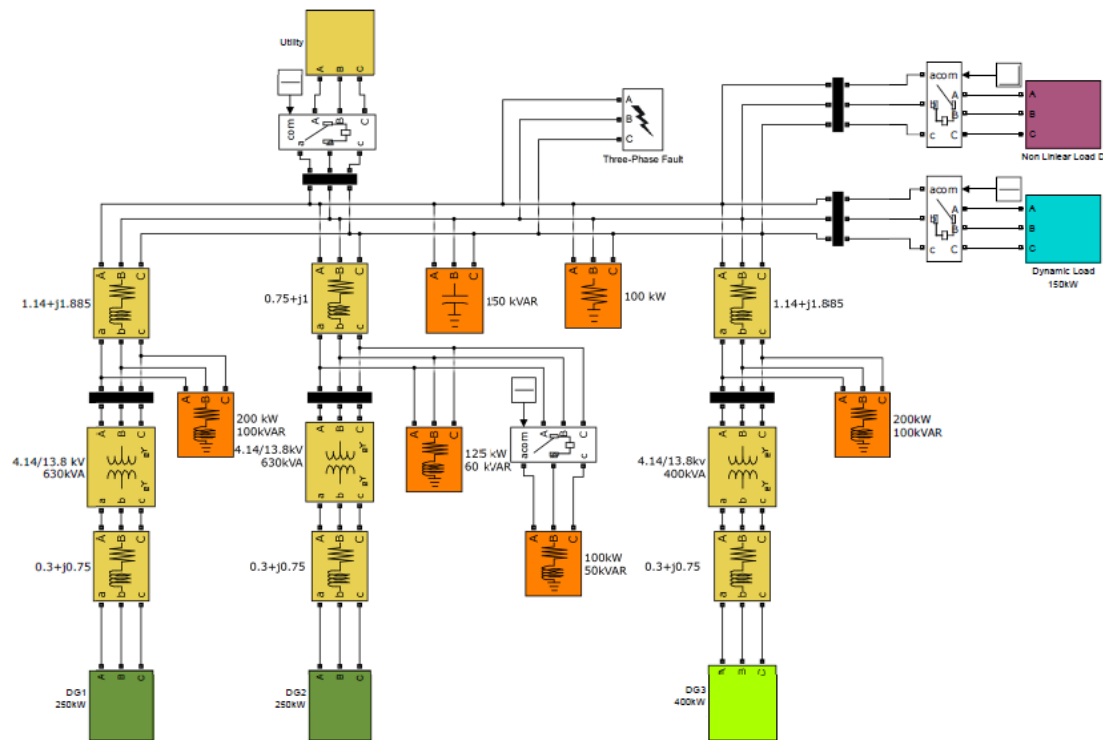 Utility
A B C
com
a c
A
B
C
Three-Phase Fault
acom
A
b B
c C
A
B
C
Non Linear Load D
acom
A
b B
c C
A
B
C
Dynamic Load
150kW
A B C
1.14+j1.885
a b c
A B C
0.75+j1
a b c
A B C
150 kVAR
A B C
100 kW
A B C
1.14+j1.885
a b c
A B C
200 kW
100kVAR
A B C
4.14/13.8 kv
630kVA
a b c
A B C
4.14/13.8kV
630kVA
a b c
A B C
125 kW
60 kVAR
acom
A B C
c
A B C
100kW
50kVAR
A B C
200kW
100kVAR
A B C
4.14/13.8kV
400kVA
a b c
A B C
0.3+j0.75
a b c
A B C
0.3+j0.75
a b c
A B C
0.3+j0.75
a b c
A B C
DG1
250kW
A B C
DG2
250kW
A B C
DG3
400kW